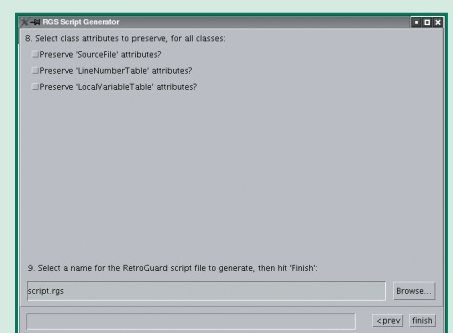 RGS Script Generator
8. Select class attributes to preserve, for all classes:
Preserve 'SourceFile' attributes?
Preserve 'LineNumberTable' attributes?
Preserve 'LocalVariableTable' attributes?
9. Select a name for the RetroGuard script file to generate, then hit 'Finish':
script.rgs Browse...
<prev finish